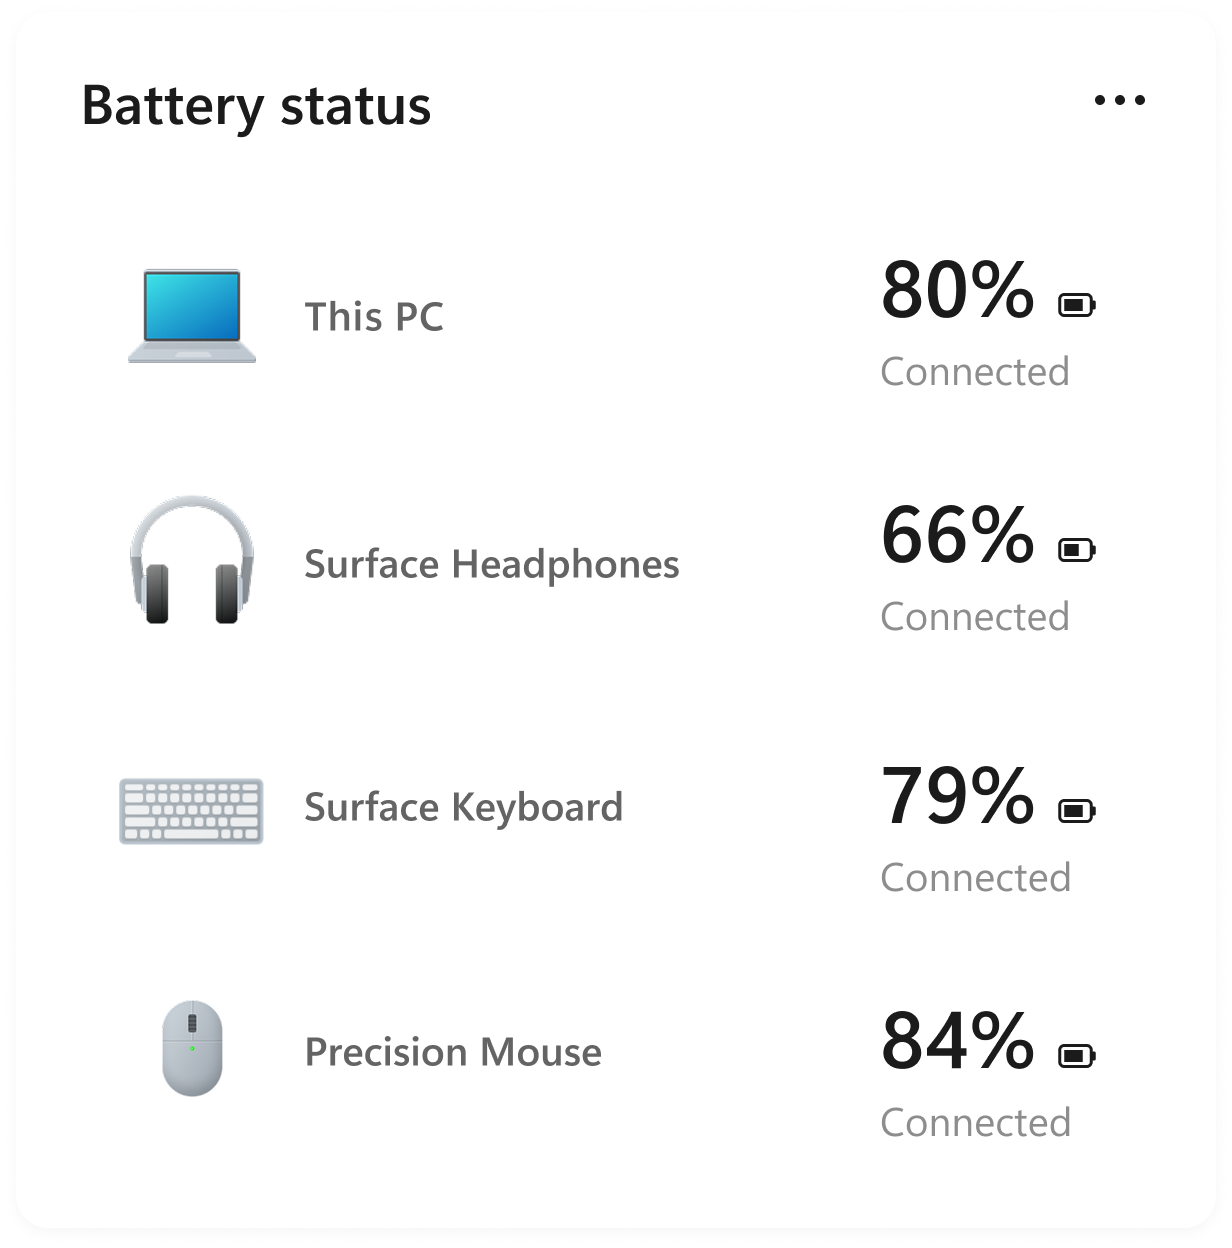 Battery status
This PC
80%
Connected
Surface Headphones
66%
Connected
Surface Keyboard
79%
Connected
Precision Mouse
84%
Connected